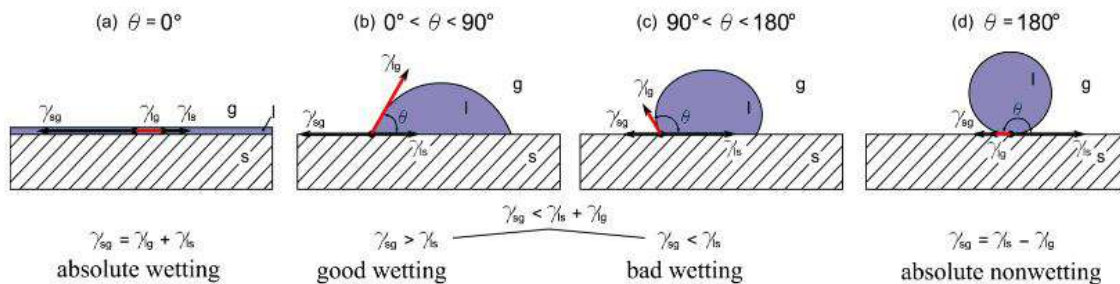 (a) θ = 0° (b) 0° < θ < 90° (c) 90° < θ < 180° (d) θ = 180°
γlg g l
γsg γlg γls g l γsg θ γls s
γlg g l
γsg θ γls s
l g
γsg θ γlg γls s
s
γsg < γls + γlg
γsg = γlg + γls γsg > γls γsg < γls γsg = γls − γlg
absolute wetting good wetting bad wetting absolute nonwetting